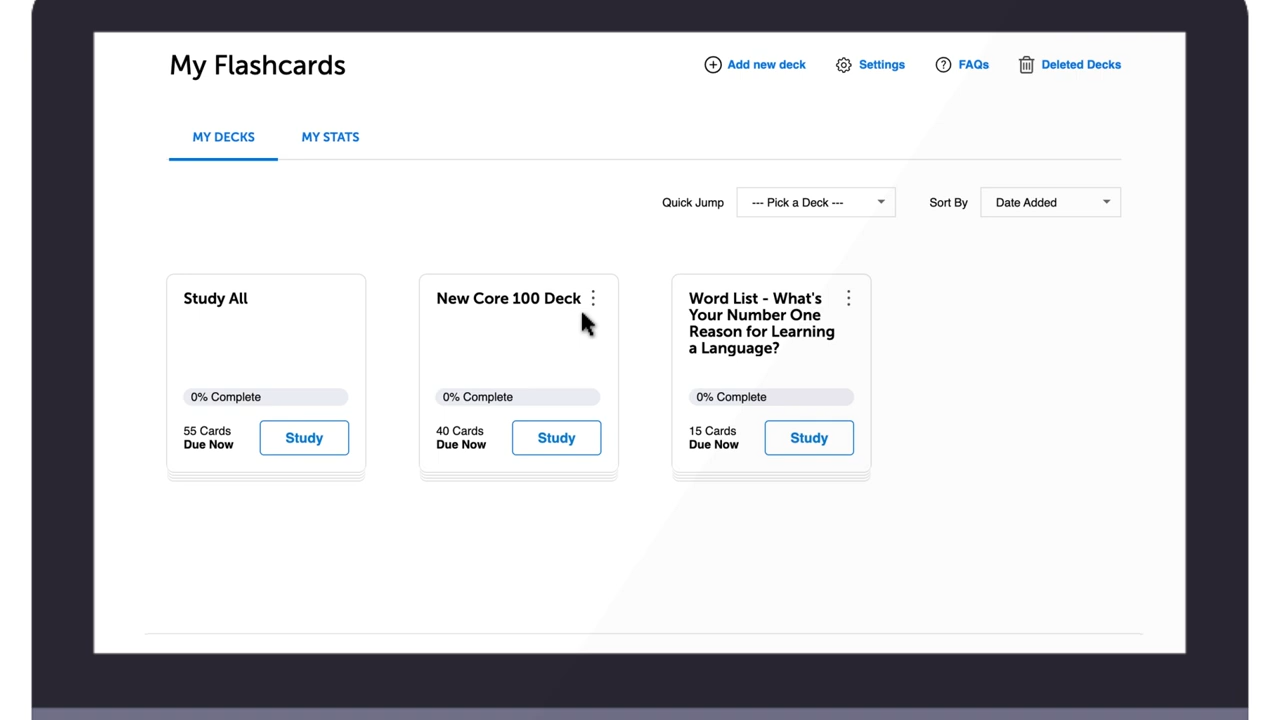 My Flashcards
Add new deck
Settings
FAQs
Deleted Decks
MY DECKS
MY STATS
Quick Jump
--- Pick a Deck ---
Sort By
Date Added
Study All
0% Complete
55 Cards
Due Now
Study
New Core 100 Deck
0% Complete
40 Cards
Due Now
Study
Word List - What's
Your Number One
Reason for Learning
a Language?
0% Complete
15 Cards
Due Now
Study